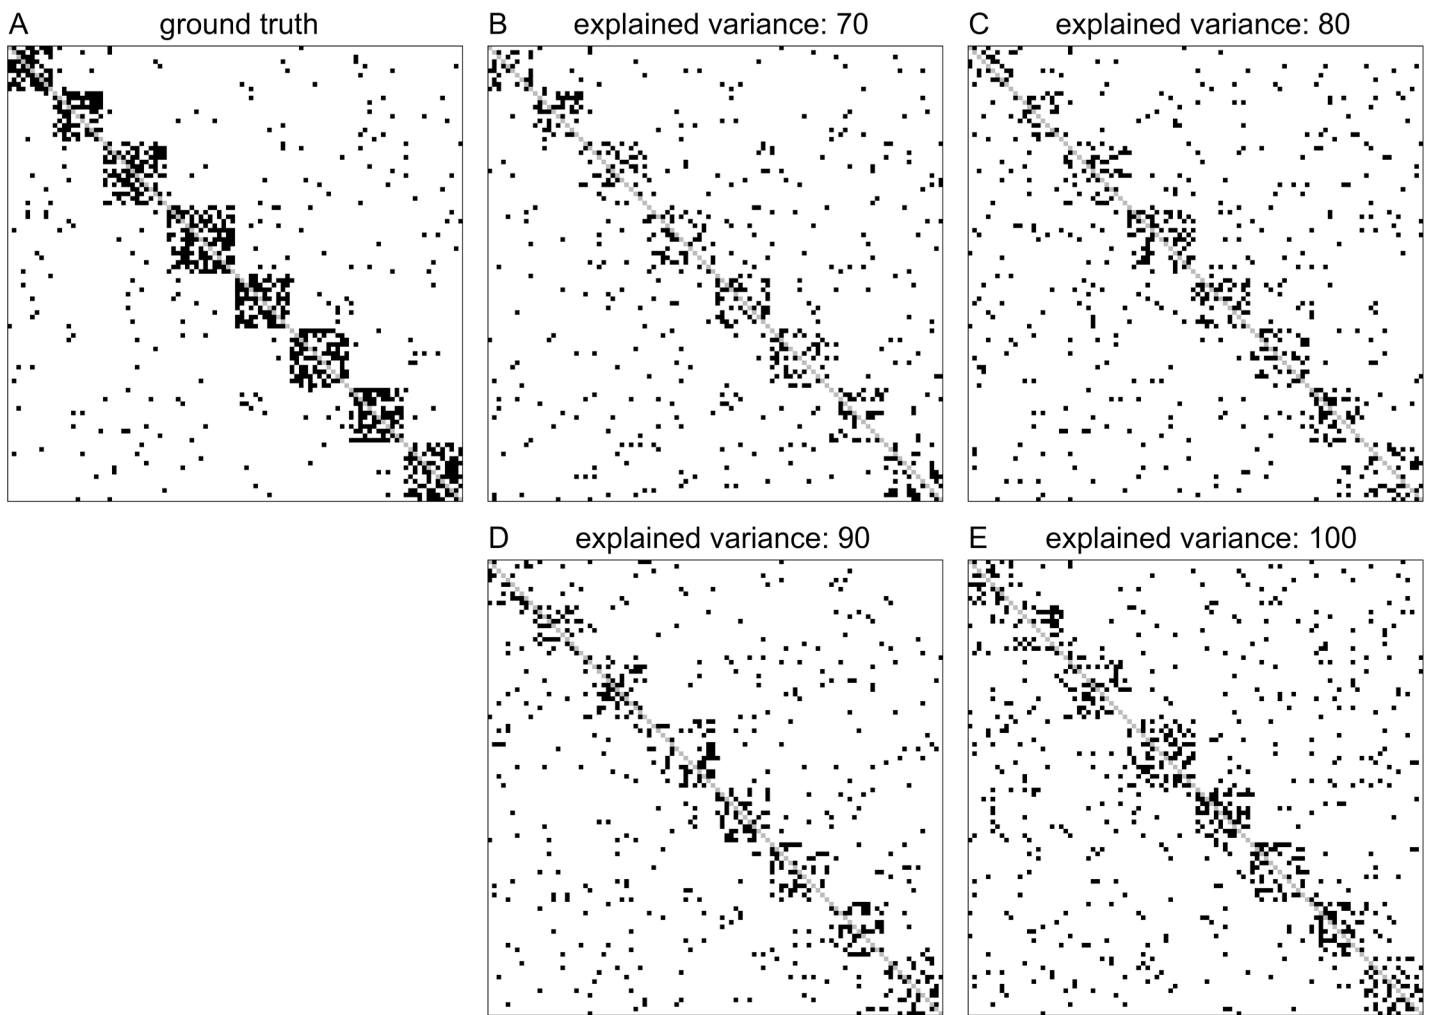 A ground truth
B explained variance: 70
C explained variance: 80
D explained variance: 90
E explained variance: 100